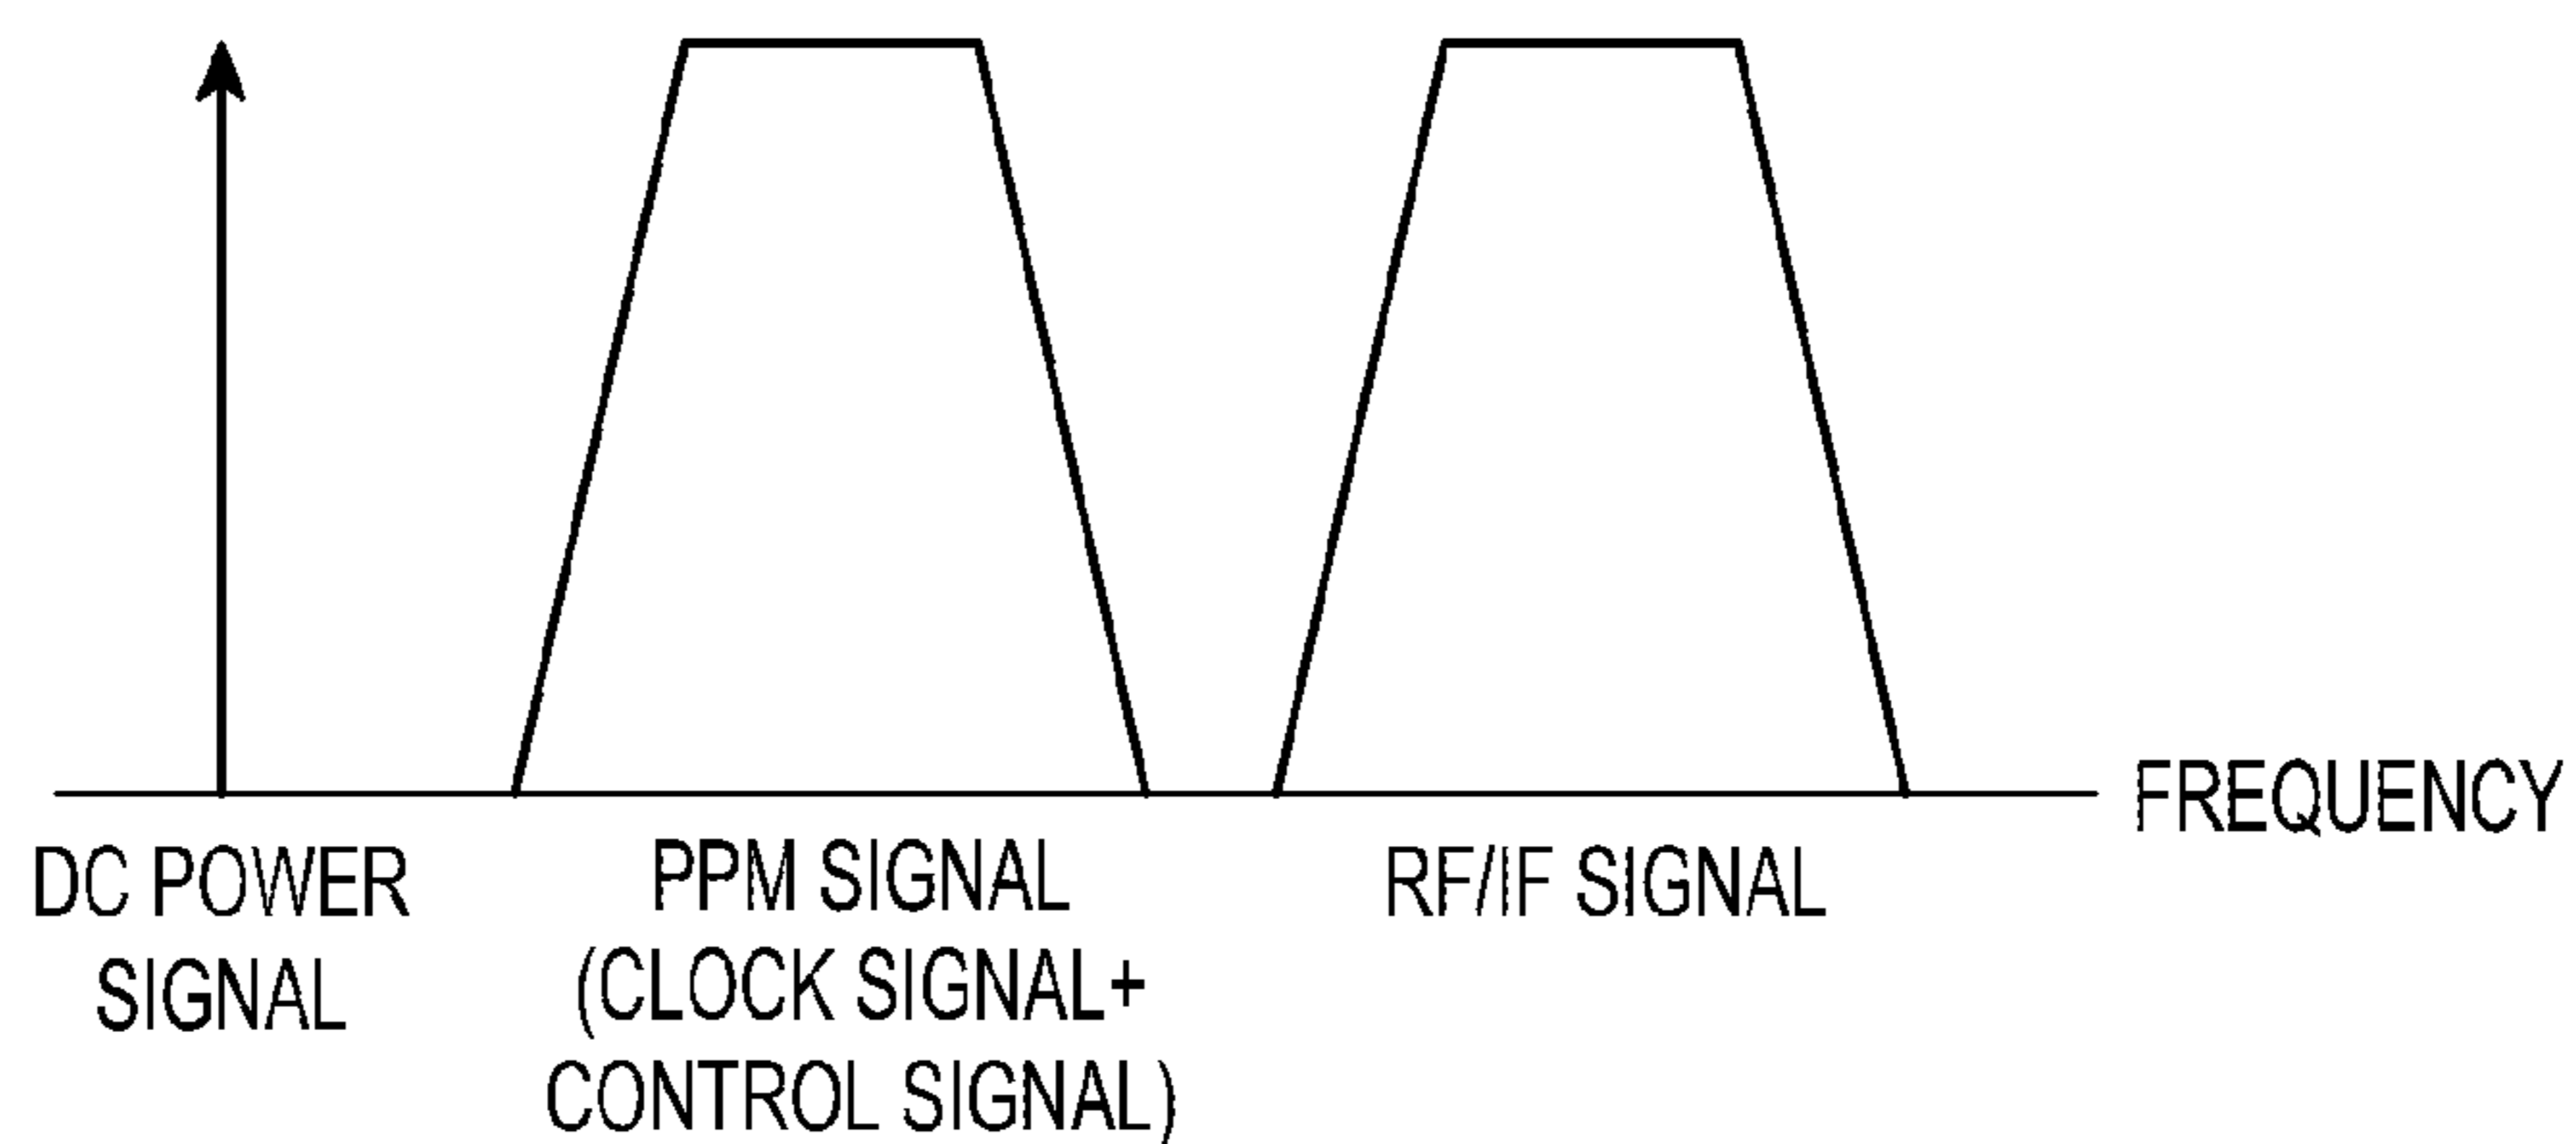 FREQUENCY
DC POWER
SIGNAL
PPM SIGNAL
(CLOCK SIGNAL+
CONTROL SIGNAL)
RF/IF SIGNAL